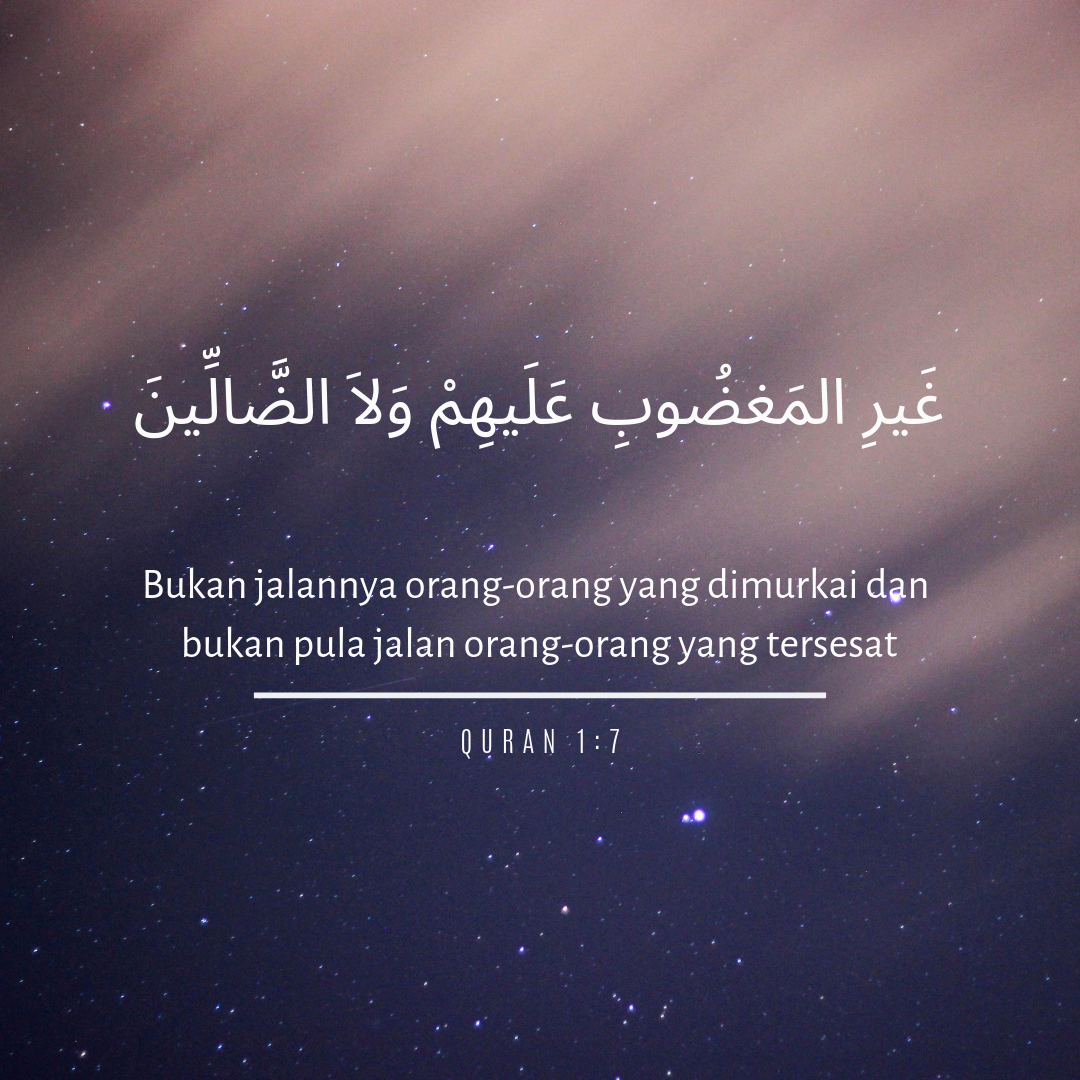 غَيرِ المَغضُوبِ عَلَيهِمْ وَلاَ الضَّالِّينَ
Bukan jalannya orang-orang yang dimurkai dan
bukan pula jalan orang-orang yang tersesat
QURAN 1:7